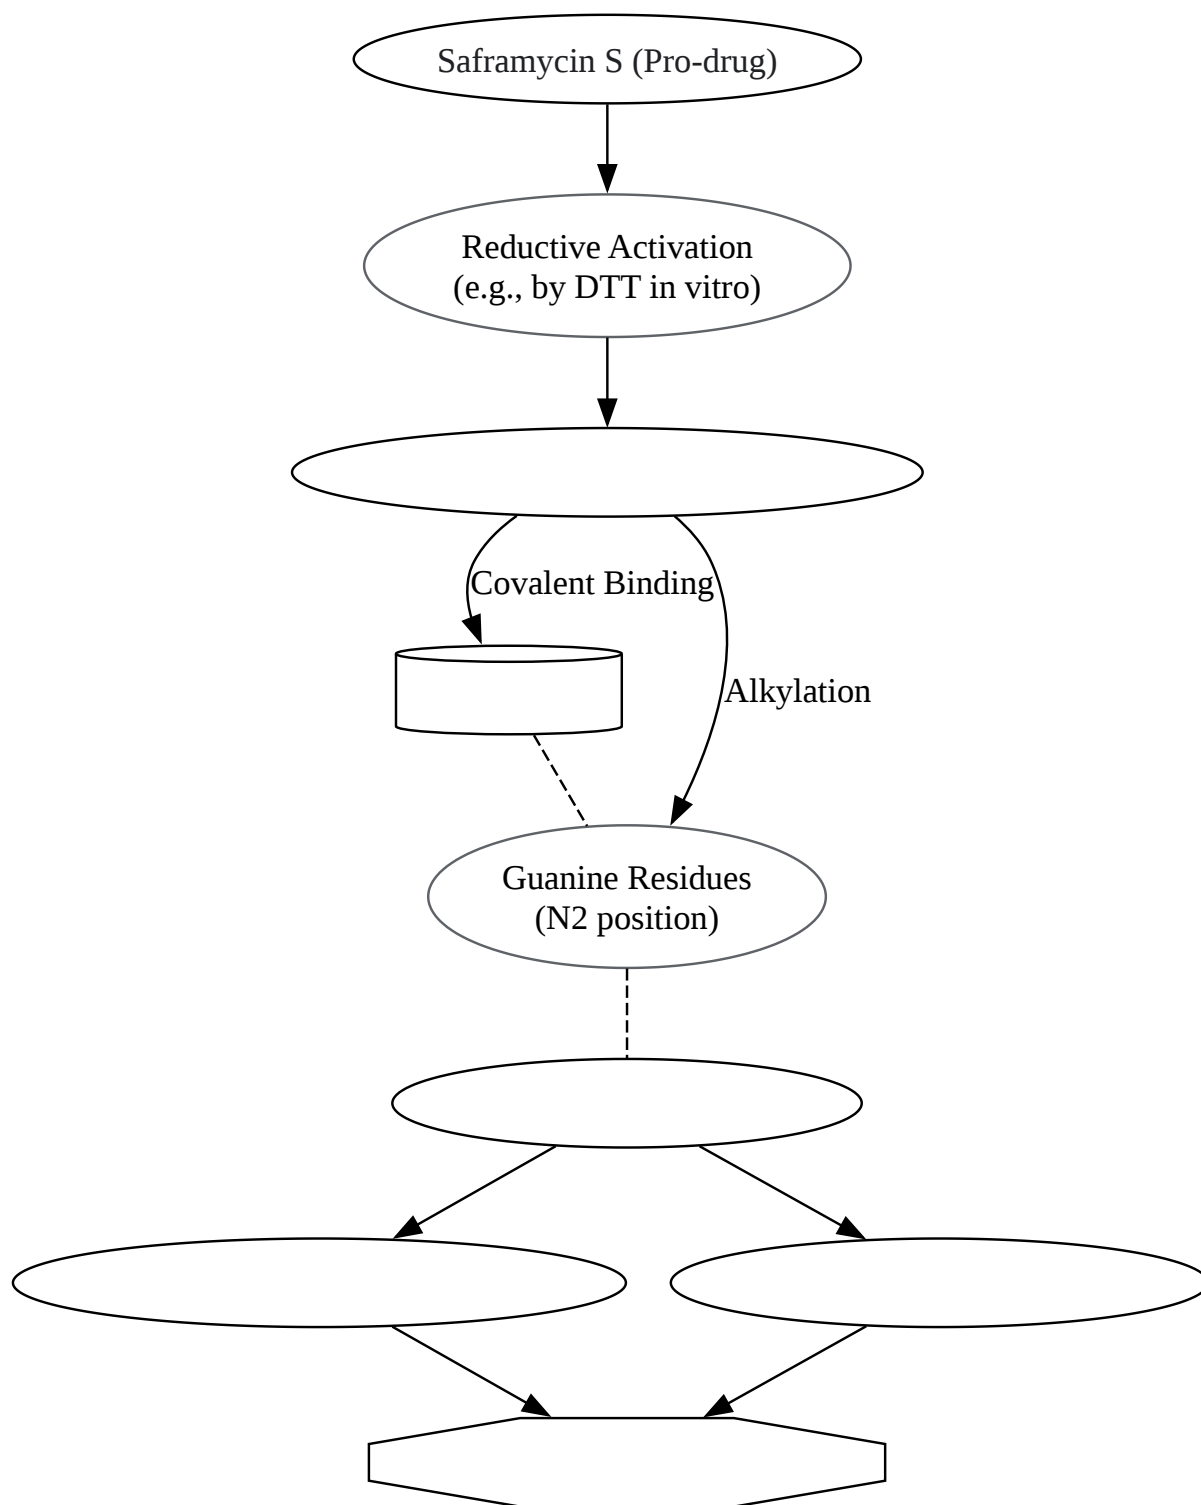 Saframycin S (Pro-drug)
Reductive Activation
(e.g., by DTT in vitro)
Covalent Binding
Alkylation
Guanine Residues
(N2 position)